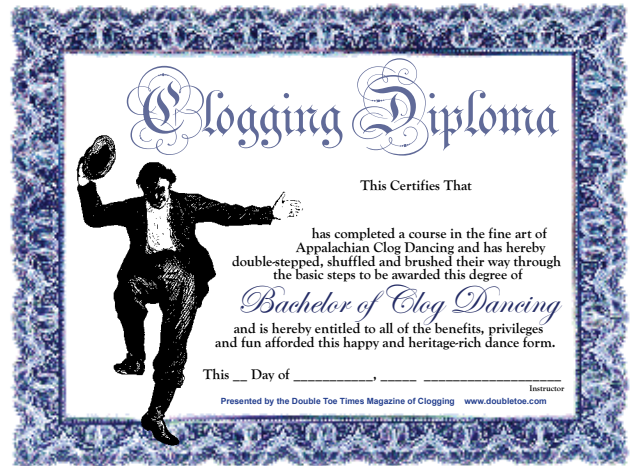 Clogging Diploma
This Certifies That
has completed a course in the fine art of
Appalachian Clog Dancing and has hereby
double-stepped, shuffled and brushed their way through
the basic steps to be awarded this degree of
Bachelor of Clog Dancing
and is hereby entitled to all of the benefits, privileges
and fun afforded this happy and heritage-rich dance form.
This __ Day of ___________, _____ ____________________
Instructor
Presented by the Double Toe Times Magazine of Clogging www.doubletoe.com